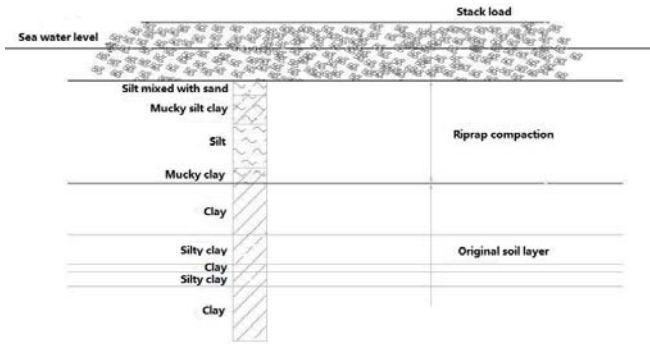 Stack load
Sea water level
Silt mixed with sand
Mucky silt clay
Silt
Riprap compaction
Mucky clay
Clay
Silty clay
Original soil layer
Clay
Silty clay
Clay